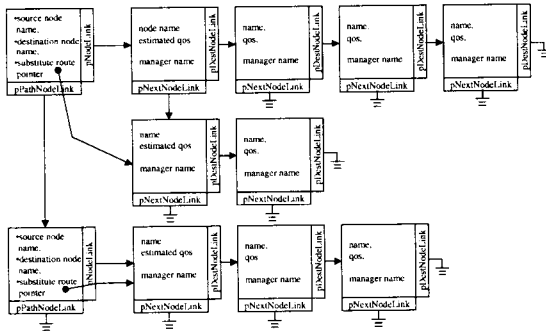 •source node
name.
•destination node
name.
•substitute route
pointer
pNodeLink
pPathNodeLink
node name
estimated qos
manager name
pDestNodeLink
pNextNodeLink
name,
qos.
manager name
pDestNodeLink
pNextNodeLink
name,
qos.
manager name
pDestNodeLink
pNextNodeLink
name,
qos.
manager name
pDestNodeLink
pNextNodeLink
name
estimated qos
manager name
pDestNodeLink
pNextNodeLink
name,
qos.
manager name
pDestNodeLink
pNextNodeLink
•source node
name.
•destination node
name.
•substitute route
pointer
pNodeLink
pPathNodeLink
name
estimated qos
manager name
pDestNodeLink
pNextNodeLink
name,
qos
manager name
pDestNodeLink
pNextNodeLink
name,
qos.
manager name
pDestNodeLink
pNextNodeLink